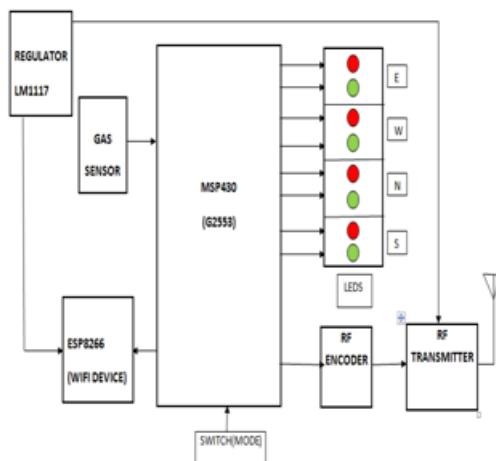 REGULATOR
LM1117
GAS
SENSOR
MSP430
(G2553)
E
W
N
S
LEDS
ESP8266
(WIFI DEVICE)
RF
ENCODER
RF
TRANSMITTER
SWITCH(MODE)